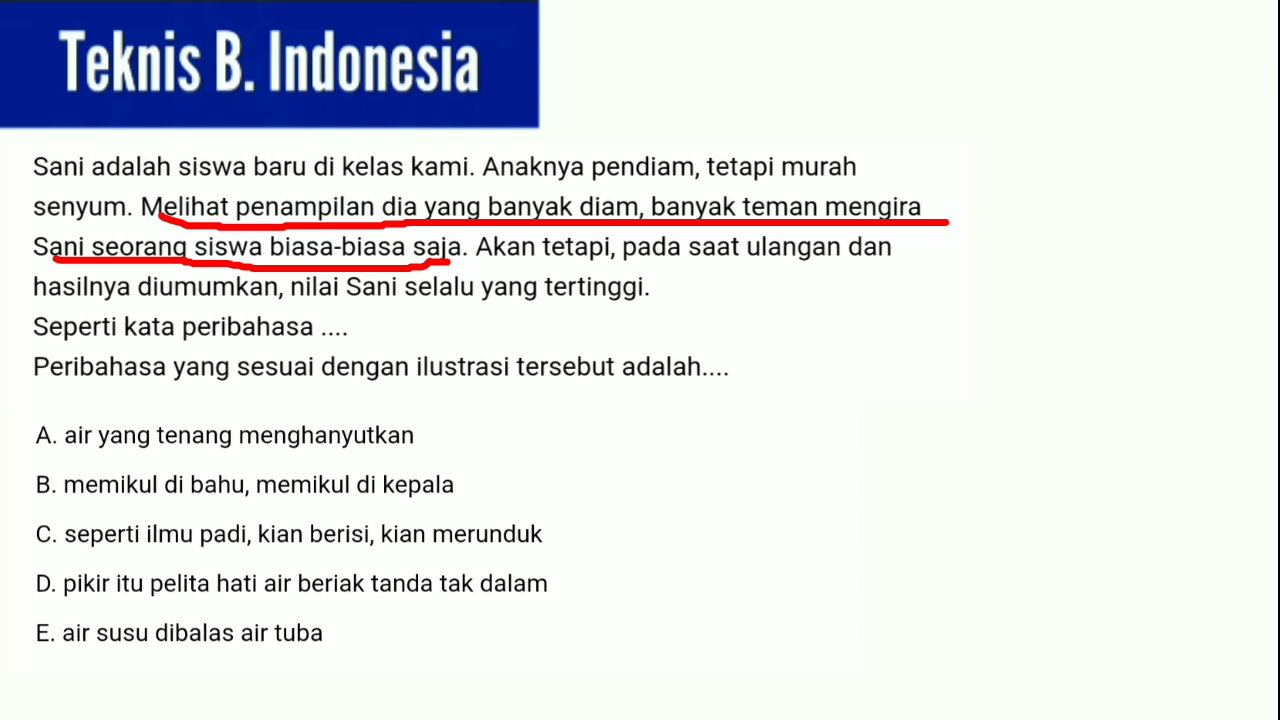 Teknis B. Indonesia
Sani adalah siswa baru di kelas kami. Anaknya pendiam, tetapi murah
senyum. Melihat penampilan dia yang banyak diam, banyak teman mengira
Sani seorang siswa biasa-biasa saja. Akan tetapi, pada saat ulangan dan
hasilnya diumumkan, nilai Sani selalu yang tertinggi.
Seperti kata peribahasa ....
Peribahasa yang sesuai dengan ilustrasi tersebut adalah....
A. air yang tenang menghanyutkan
B. memikul di bahu, memikul di kepala
C. seperti ilmu padi, kian berisi, kian merunduk
D. pikir itu pelita hati air beriak tanda tak dalam
E. air susu dibalas air tuba